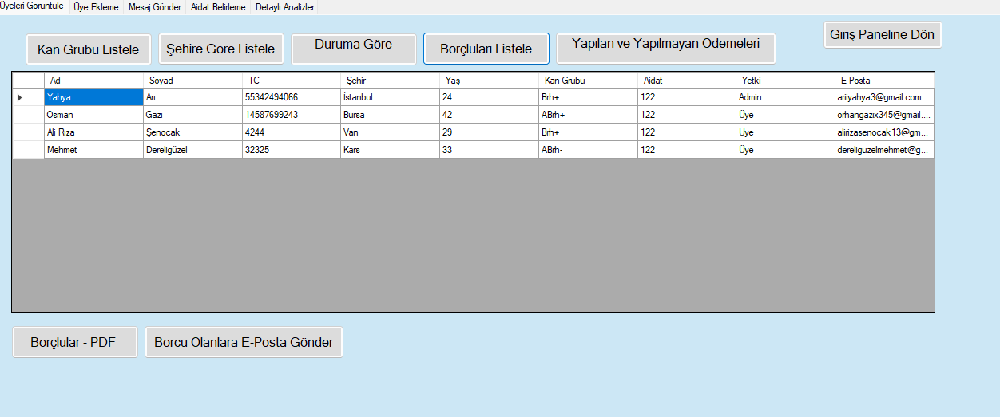 Üyeleri Görüntüle Üye Ekleme Mesaj Gönder Aidat Belirleme Detaylı Analizler
Kan Grubu Listele Şehire Göre Listele Duruma Göre Borçluları Listele Yapılan ve Yapılmayan Ödemeleri Giriş Paneline Dön
Ad Soyad TC Şehir Yaş Kan Grubu Aidat Yetki E-Posta
Yahya Arı 55342494066 İstanbul 24 Brh+ 122 Admin ariiyahya3@gmail.com
Osman Gazi 14587699243 Bursa 42 ABrh+ 122 Üye orhangazix345@gmail....
Ali Rıza Şenocak 4244 Van 29 Brh+ 122 Üye alirizasenocak13@gm...
Mehmet Dereligüzel 32325 Kars 33 ABrh- 122 Üye dereliguzelmehmet@g...
Borçlular - PDF Borcu Olanlara E-Posta Gönder